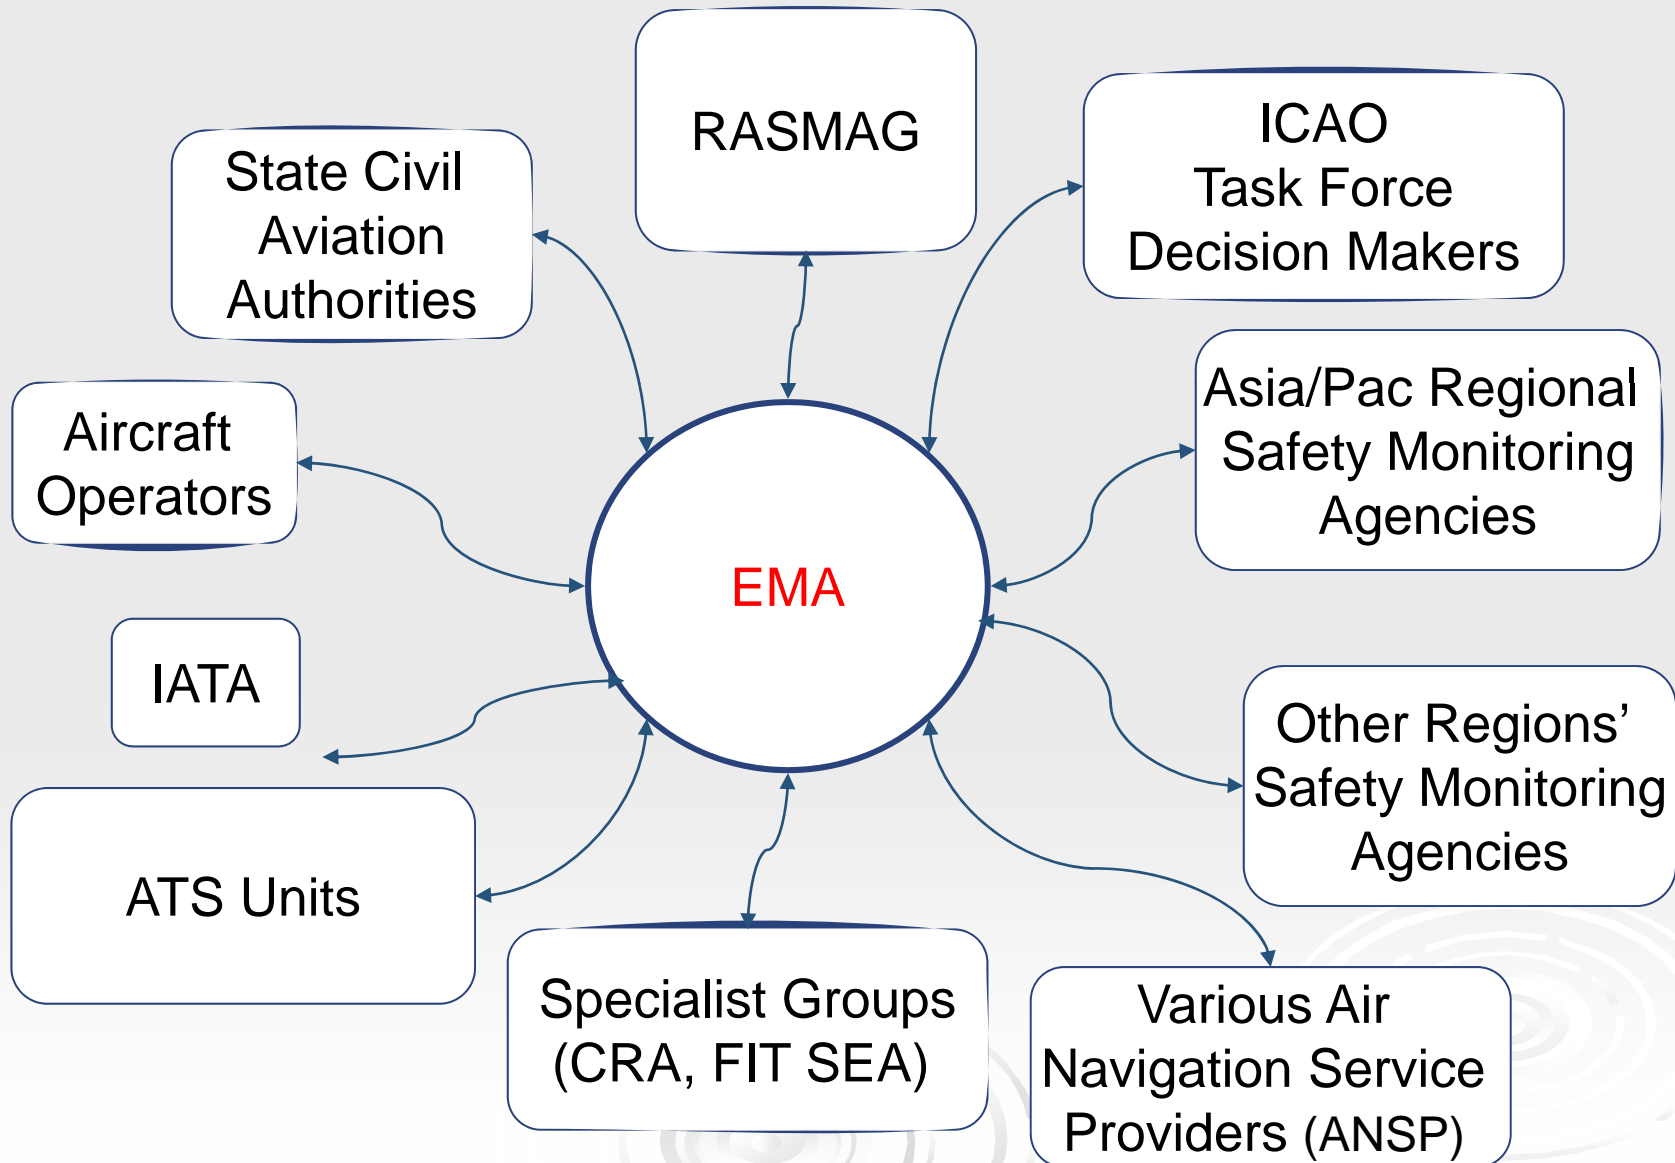 RASMAG
ICAO
Task Force
Decision Makers
State Civil
Aviation
Authorities
Asia/Pac Regional
Safety Monitoring
Agencies
Aircraft
Operators
EMA
IATA
Other Regions’
Safety Monitoring
Agencies
ATS Units
Specialist Groups
(CRA, FIT SEA)
Various Air
Navigation Service
Providers (ANSP)